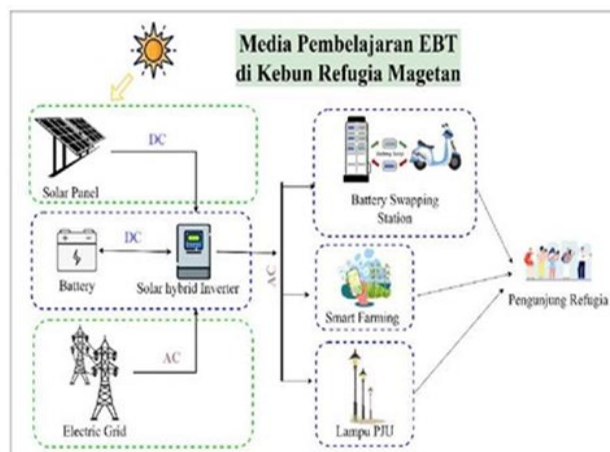 Media Pembelajaran EBT
di Kebun Refugia Magetan
DC
Solar Panel
DC
Battery
Solar hybrid Inverter
AC
Electric Grid
AC
Battery Swapping
Station
Smart Farming
Lampu PJU
Pengunjung Refugia